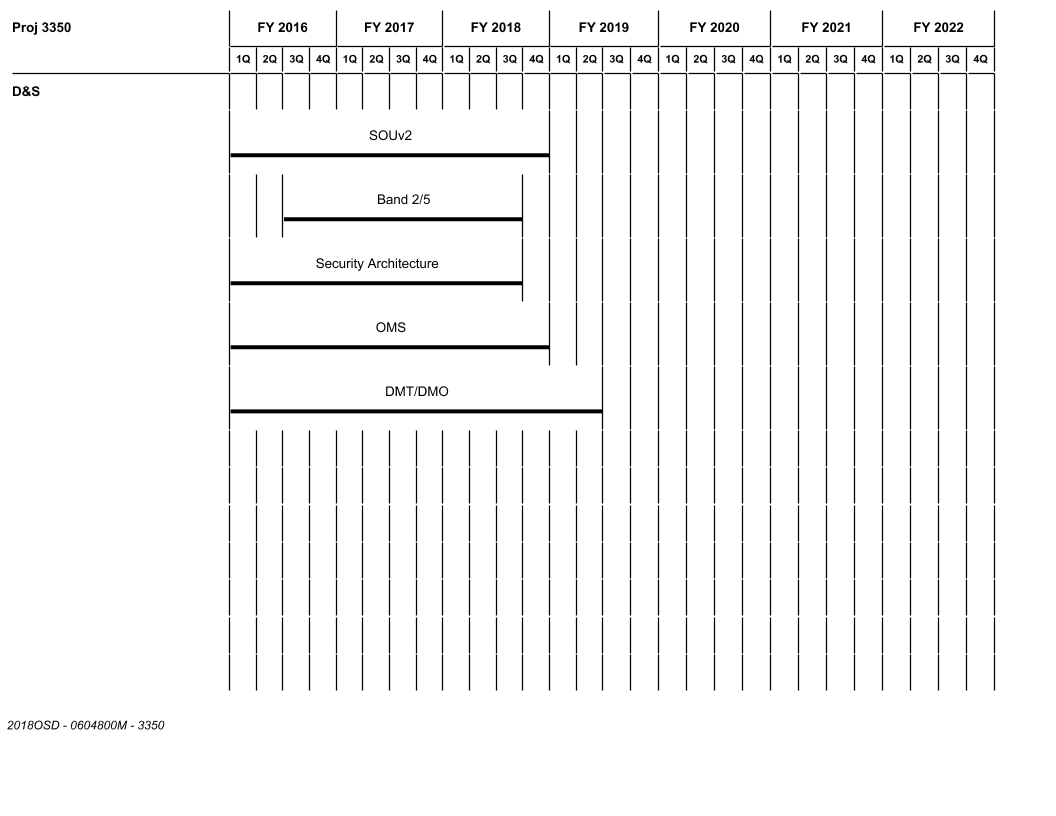 Proj 3350 FY 2016 FY 2017 FY 2018 FY 2019 FY 2020 FY 2021 FY 2022
1Q 2Q 3Q 4Q 1Q 2Q 3Q 4Q 1Q 2Q 3Q 4Q 1Q 2Q 3Q 4Q 1Q 2Q 3Q 4Q 1Q 2Q 3Q 4Q 1Q 2Q 3Q 4Q
D&S
SOUv2
Band 2/5
Security Architecture
OMS
DMT/DMO
2018OSD - 0604800M - 3350